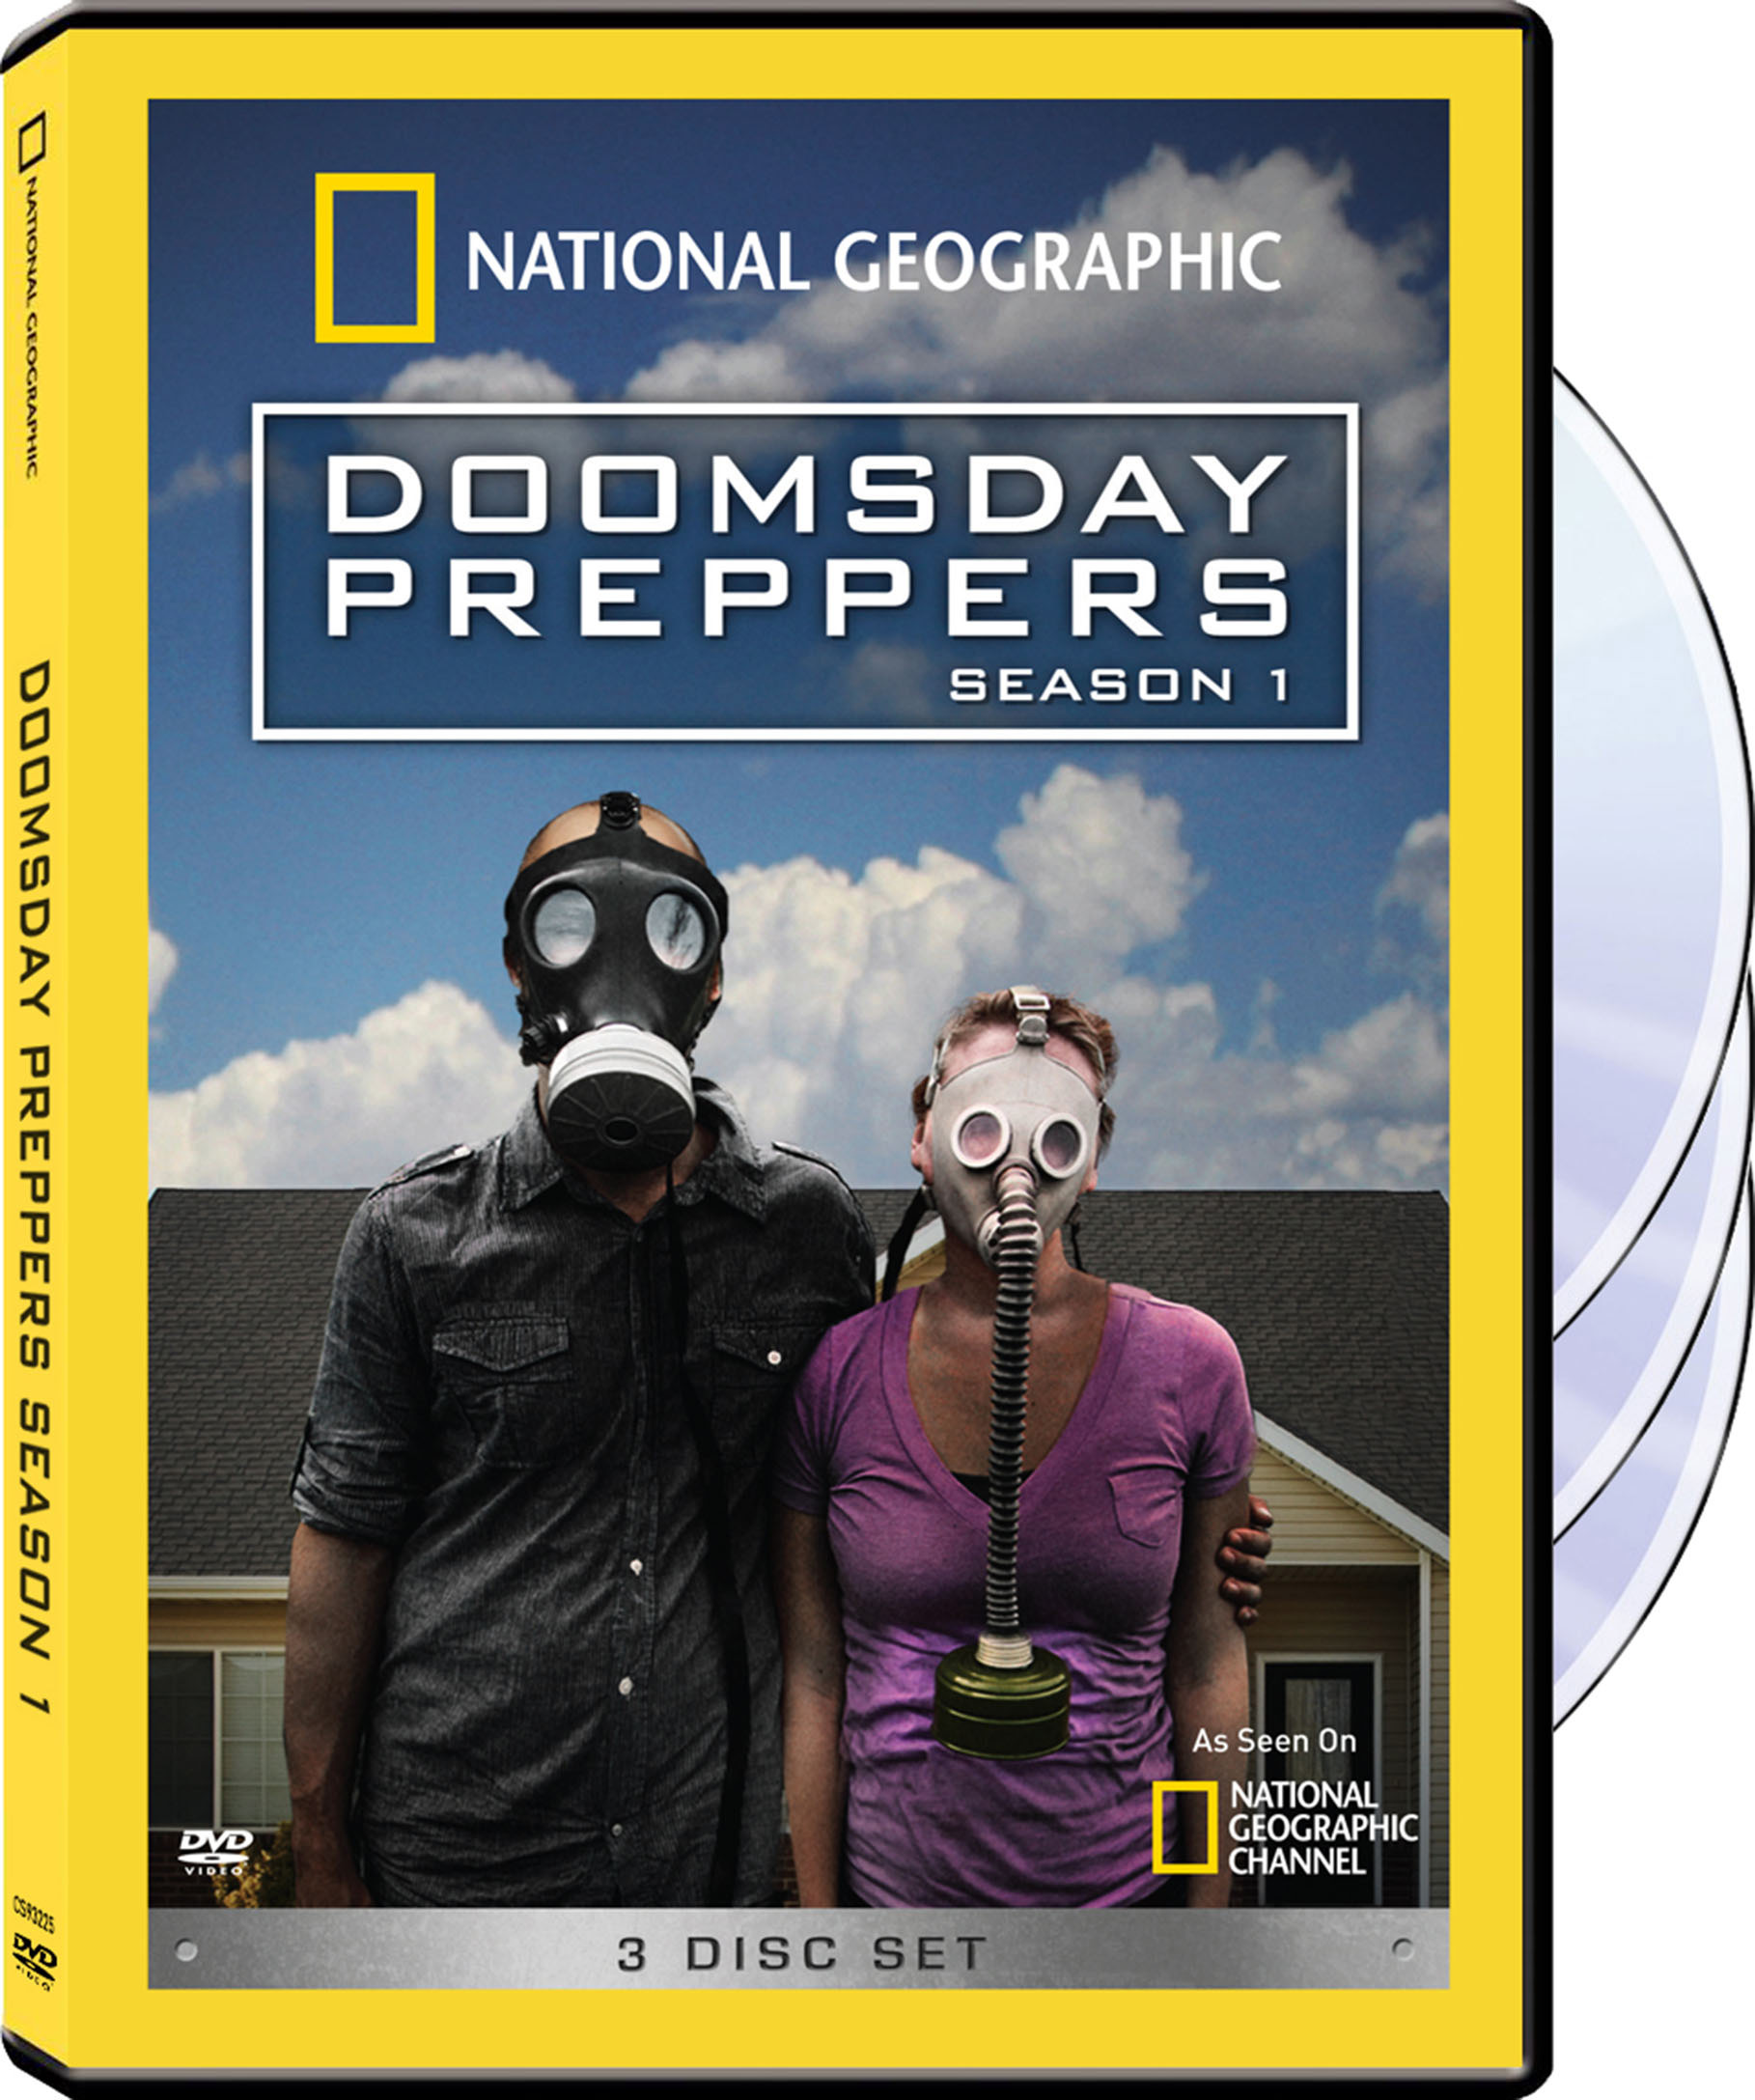 NATIONAL GEOGRAPHIC
DOOMSDAY PREPPERS SEASON 1
CS93225
DVD
VIDEO
NATIONAL GEOGRAPHIC
DOOMSDAY
PREPPERS
SEASON 1
As Seen On
NATIONAL
GEOGRAPHIC
CHANNEL
DVD
VIDEO
3 DISC SET